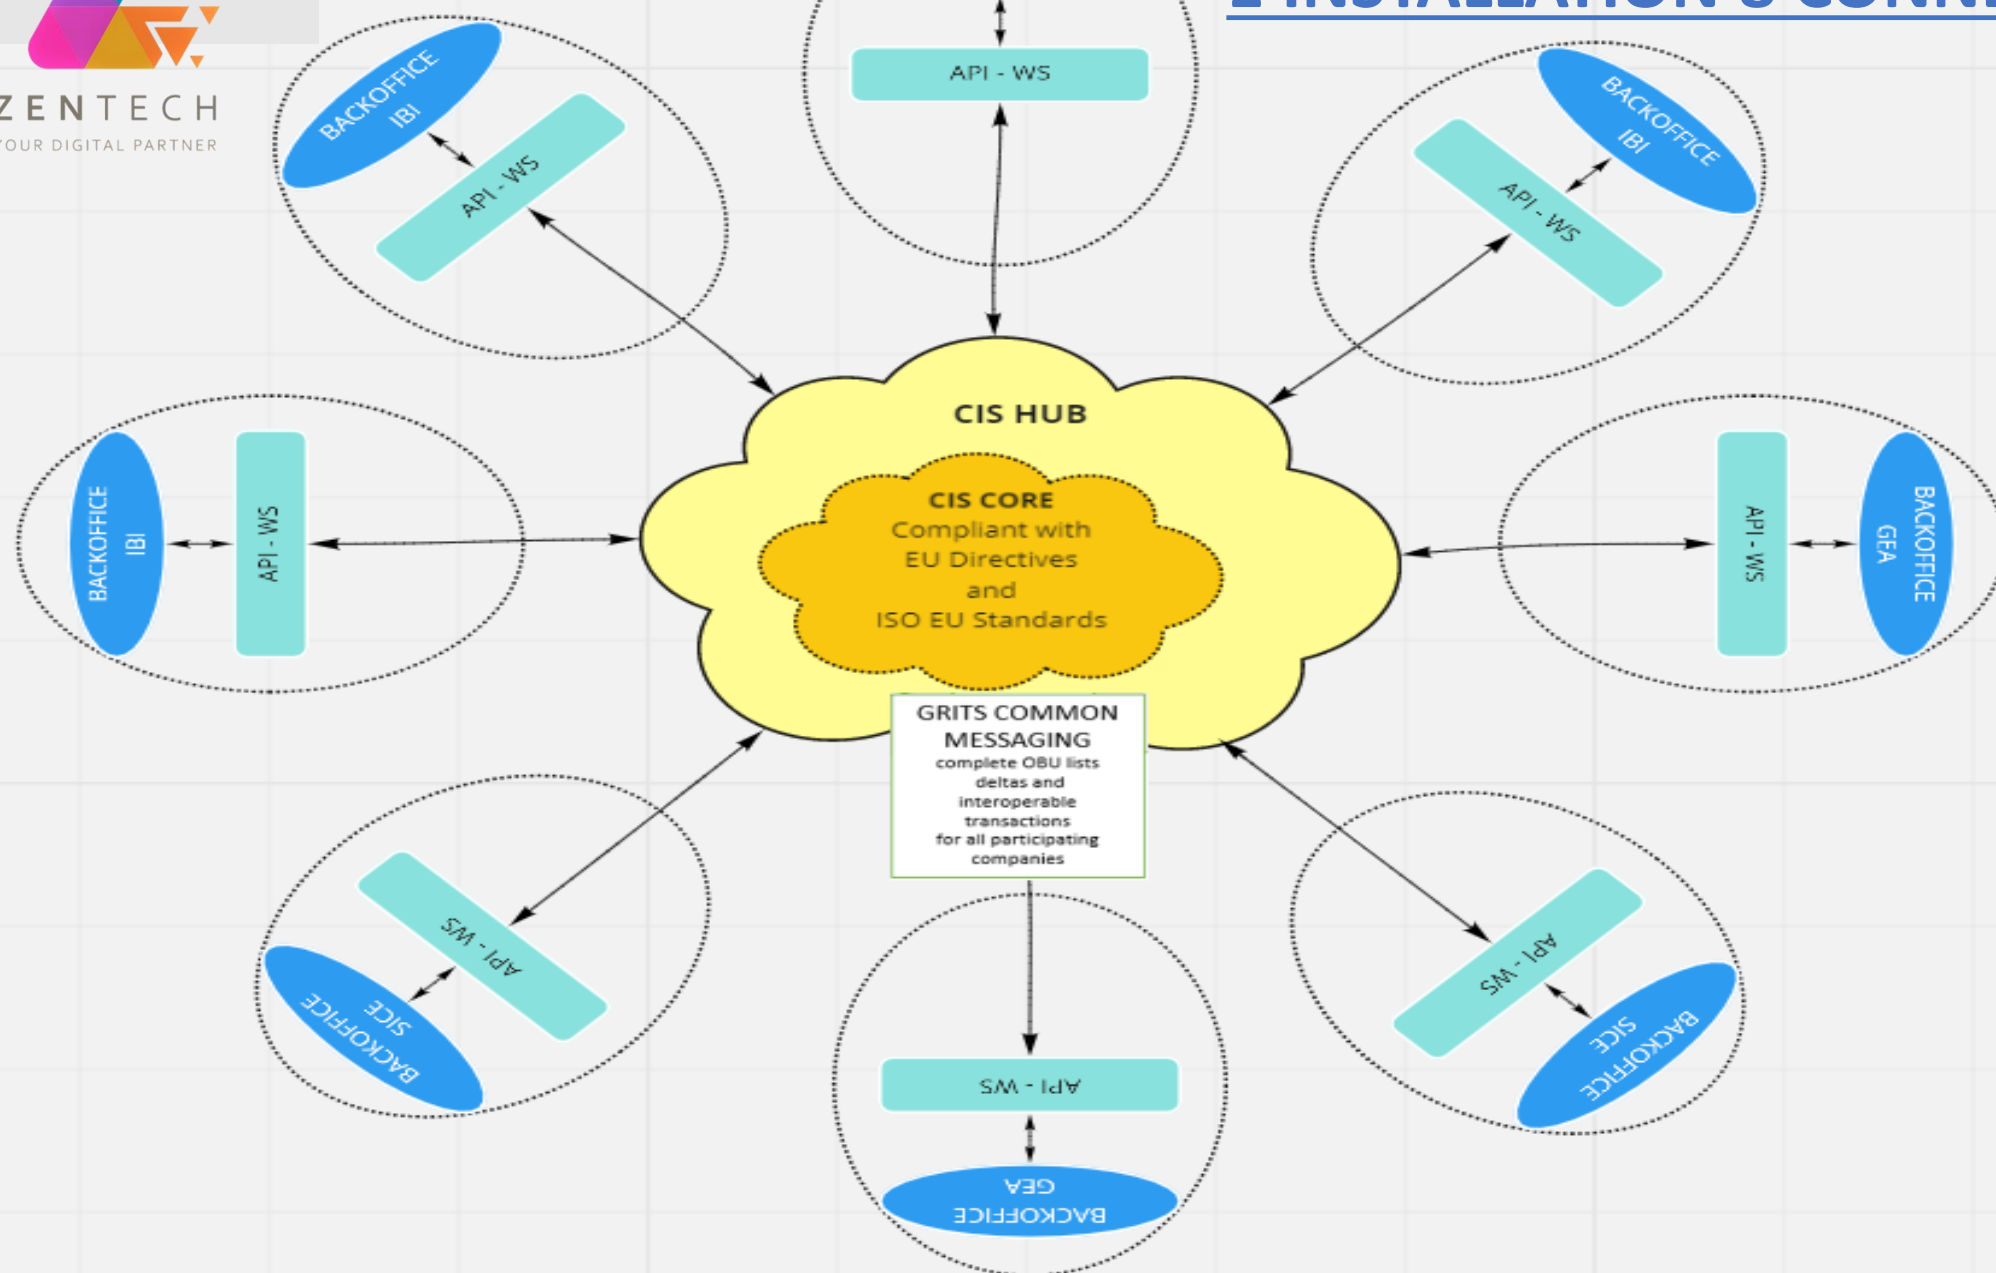 ZENTECH
YOUR DIGITAL PARTNER
API - WS
BACKOFFICE
IBI
API - WS
BACKOFFICE
IBI
API - WS
CIS HUB
CIS CORE
Compliant with
EU Directives
and
ISO EU Standards
BACKOFFICE
IBI
API - WS
API - WS
BACKOFFICE
GEA
GRITS COMMON
MESSAGING
complete OBU lists
deltas and
interoperable
transactions
for all participating
companies
API - WS
BACKOFFICE
SICE
API - WS
BACKOFFICE
SICE
API - WS
BACKOFFICE
GEA